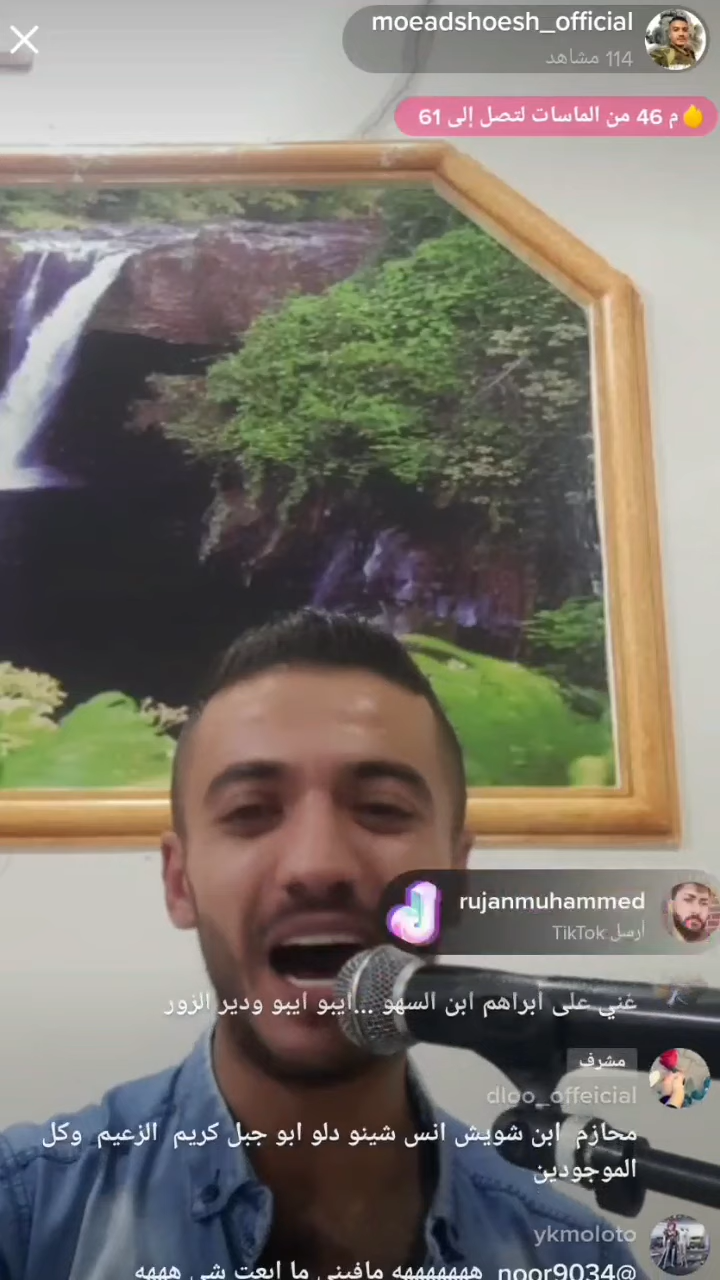 moeadshoesh_official
114 مشاهد
م 46 من الماسات لتصل إلى 61
rujanmuhammed
أرسل TikTok
غني على أبراهم ابن السهو ...ايبو ايبو ودير الزور
مشرف
dloo_offeicial
محازم ابن شويش انس شينو دلو ابو جبل كريم الزعيم وكل
الموجودين
ykmoloto
@noor9034 ههههههههه مافيني ما ابعت شي هههه